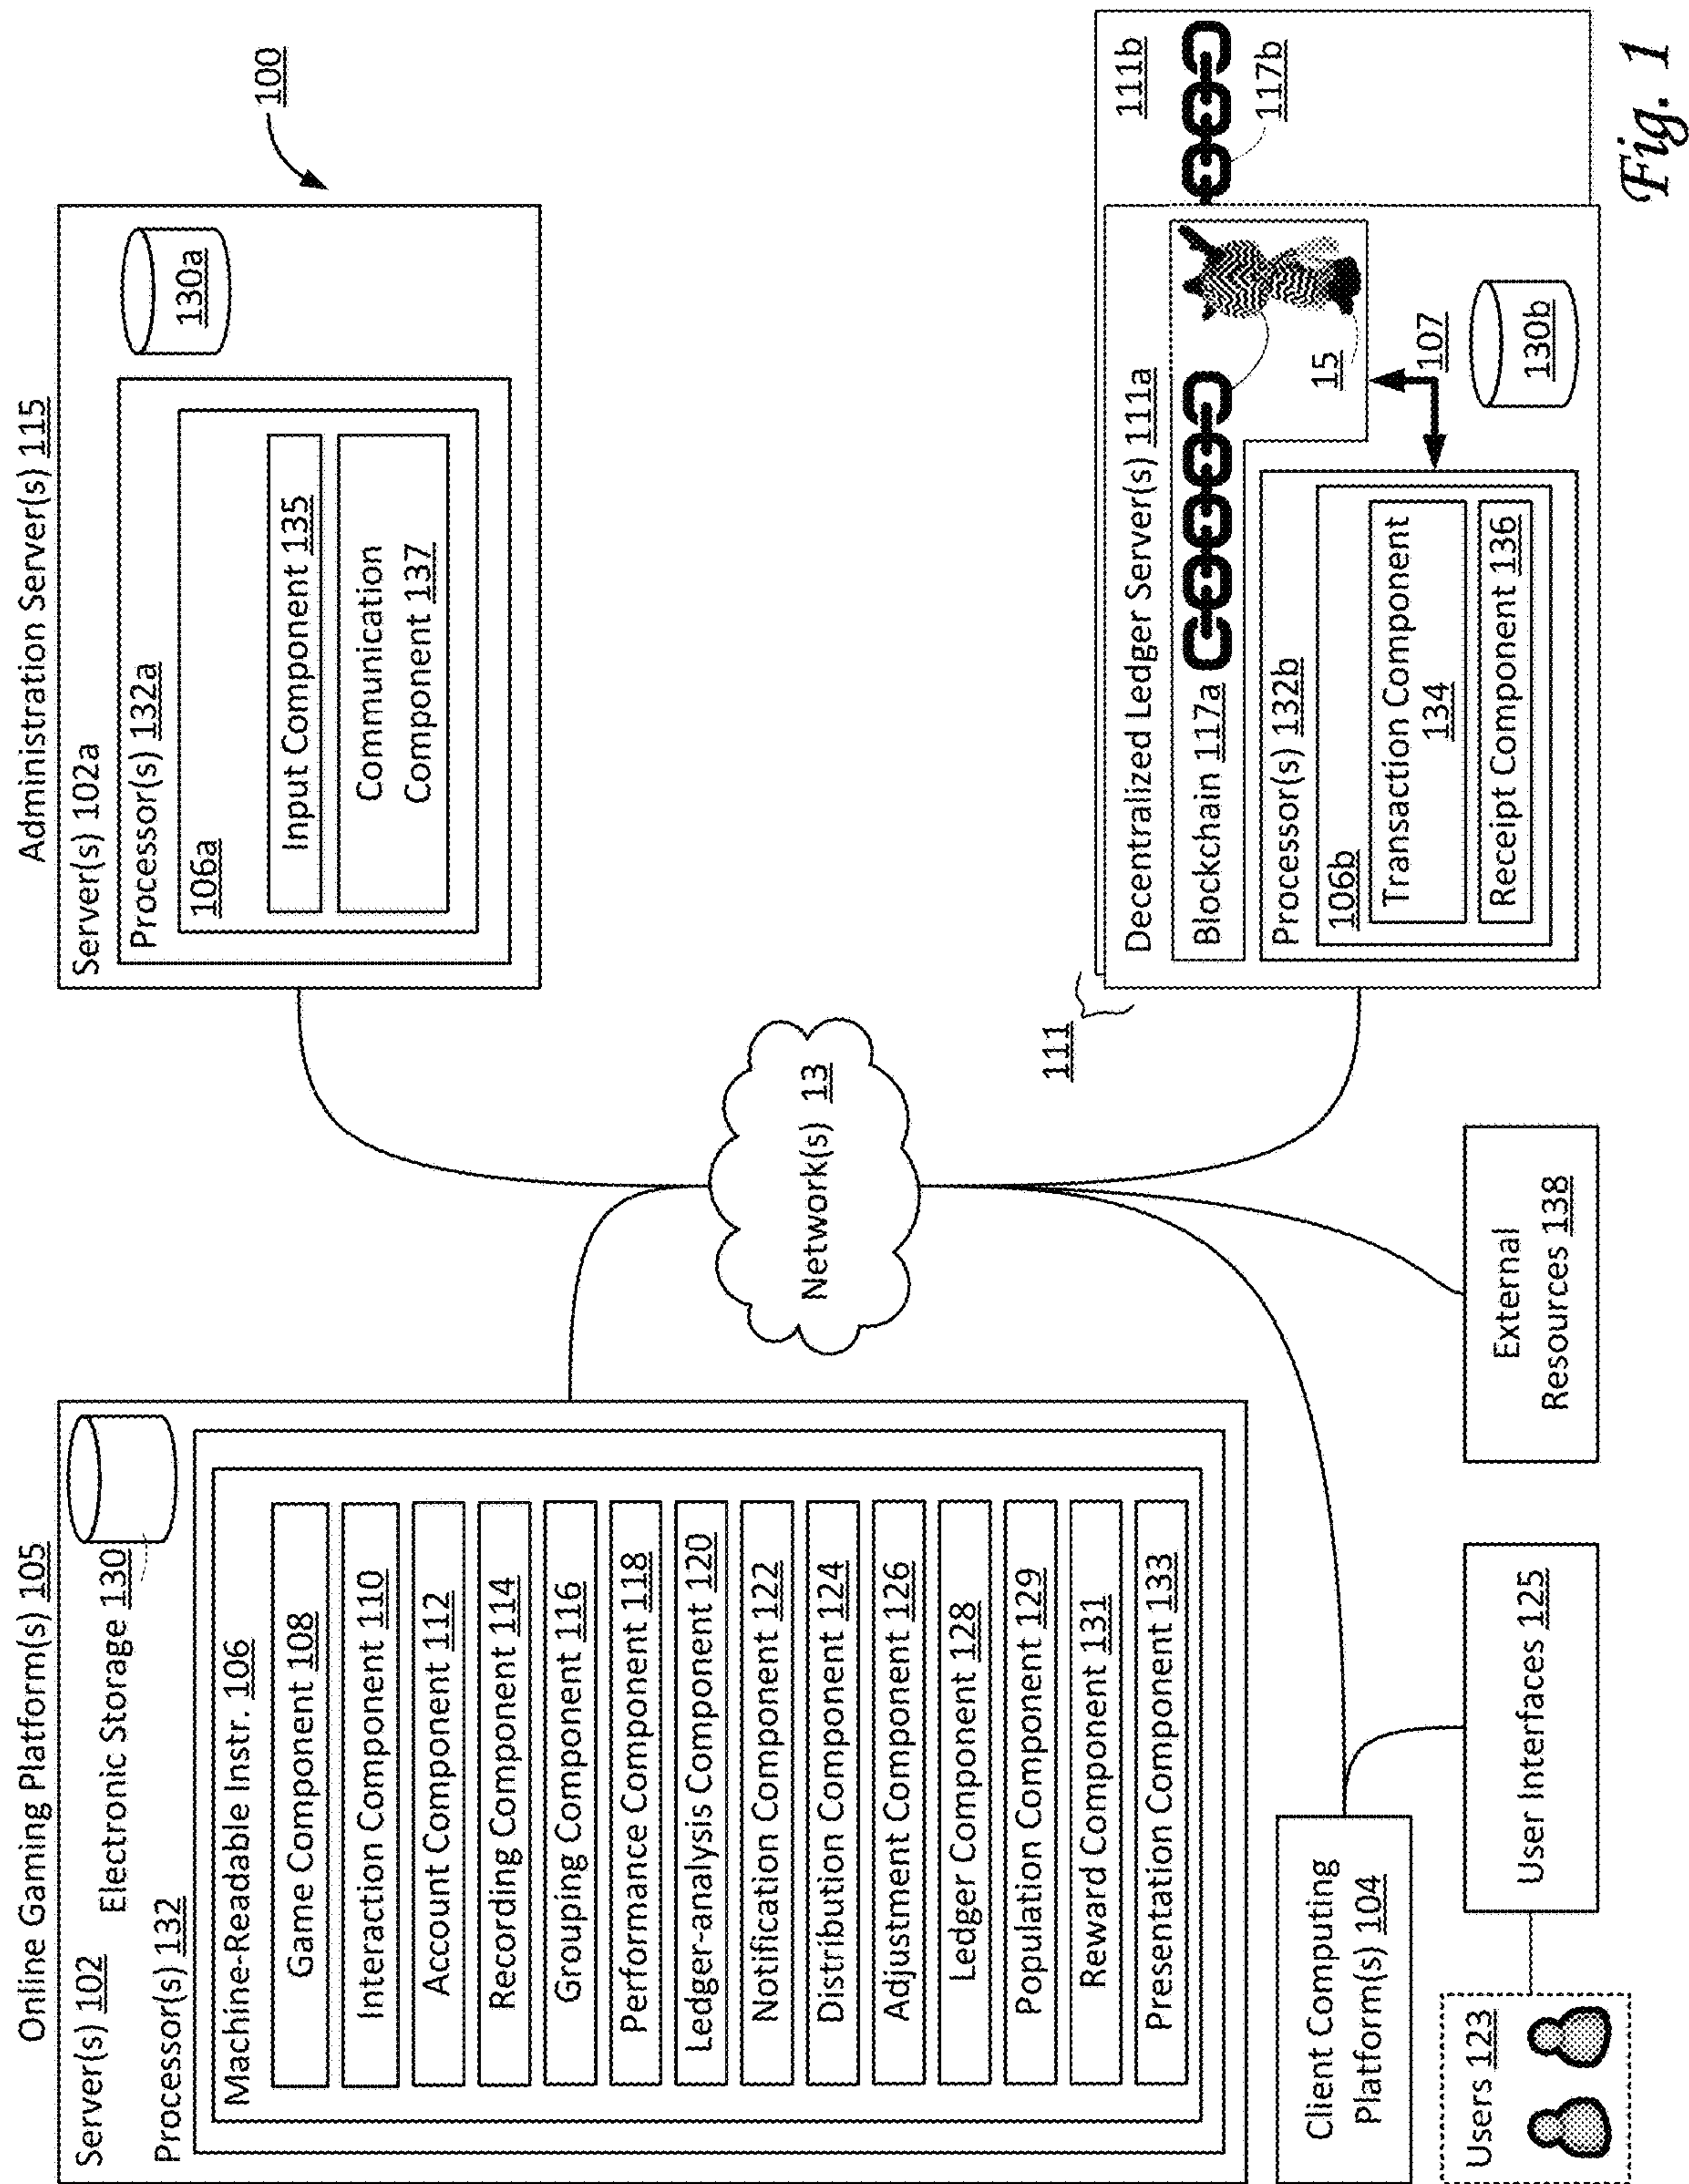 Online Gaming Platform(s) 105
Server(s) 102
Electronic Storage 130
Processor(s) 132
Machine-Readable Instr. 106
Game Component 108
Interaction Component 110
Account Component 112
Recording Component 114
Grouping Component 116
Performance Component 118
Ledger-analysis Component 120
Notification Component 122
Distribution Component 124
Adjustment Component 126
Ledger Component 128
Population Component 129
Reward Component 131
Presentation Component 133
Client Computing
Platform(s) 104
Users 123
User Interfaces 125
External
Resources 138
Network(s) 13
Administration Server(s) 115
Server(s) 102a
Processor(s) 132a
106a
Input Component 135
Communication
Component 137
130a
100
111
Decentralized Ledger Server(s) 111a
111b
Blockchain 117a
117b
15
Processor(s) 132b
106b
Transaction Component
134
Receipt Component 136
107
130b
Fig. 1